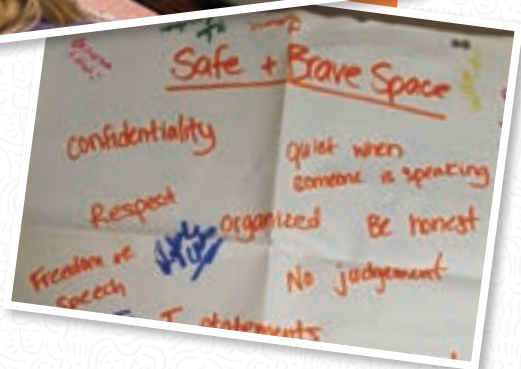 Safe + Brave Space
Confidentiality
Quiet when
someone is speaking
Respect
organized
Be honest
Freedom of
Speech
No judgement
I statements